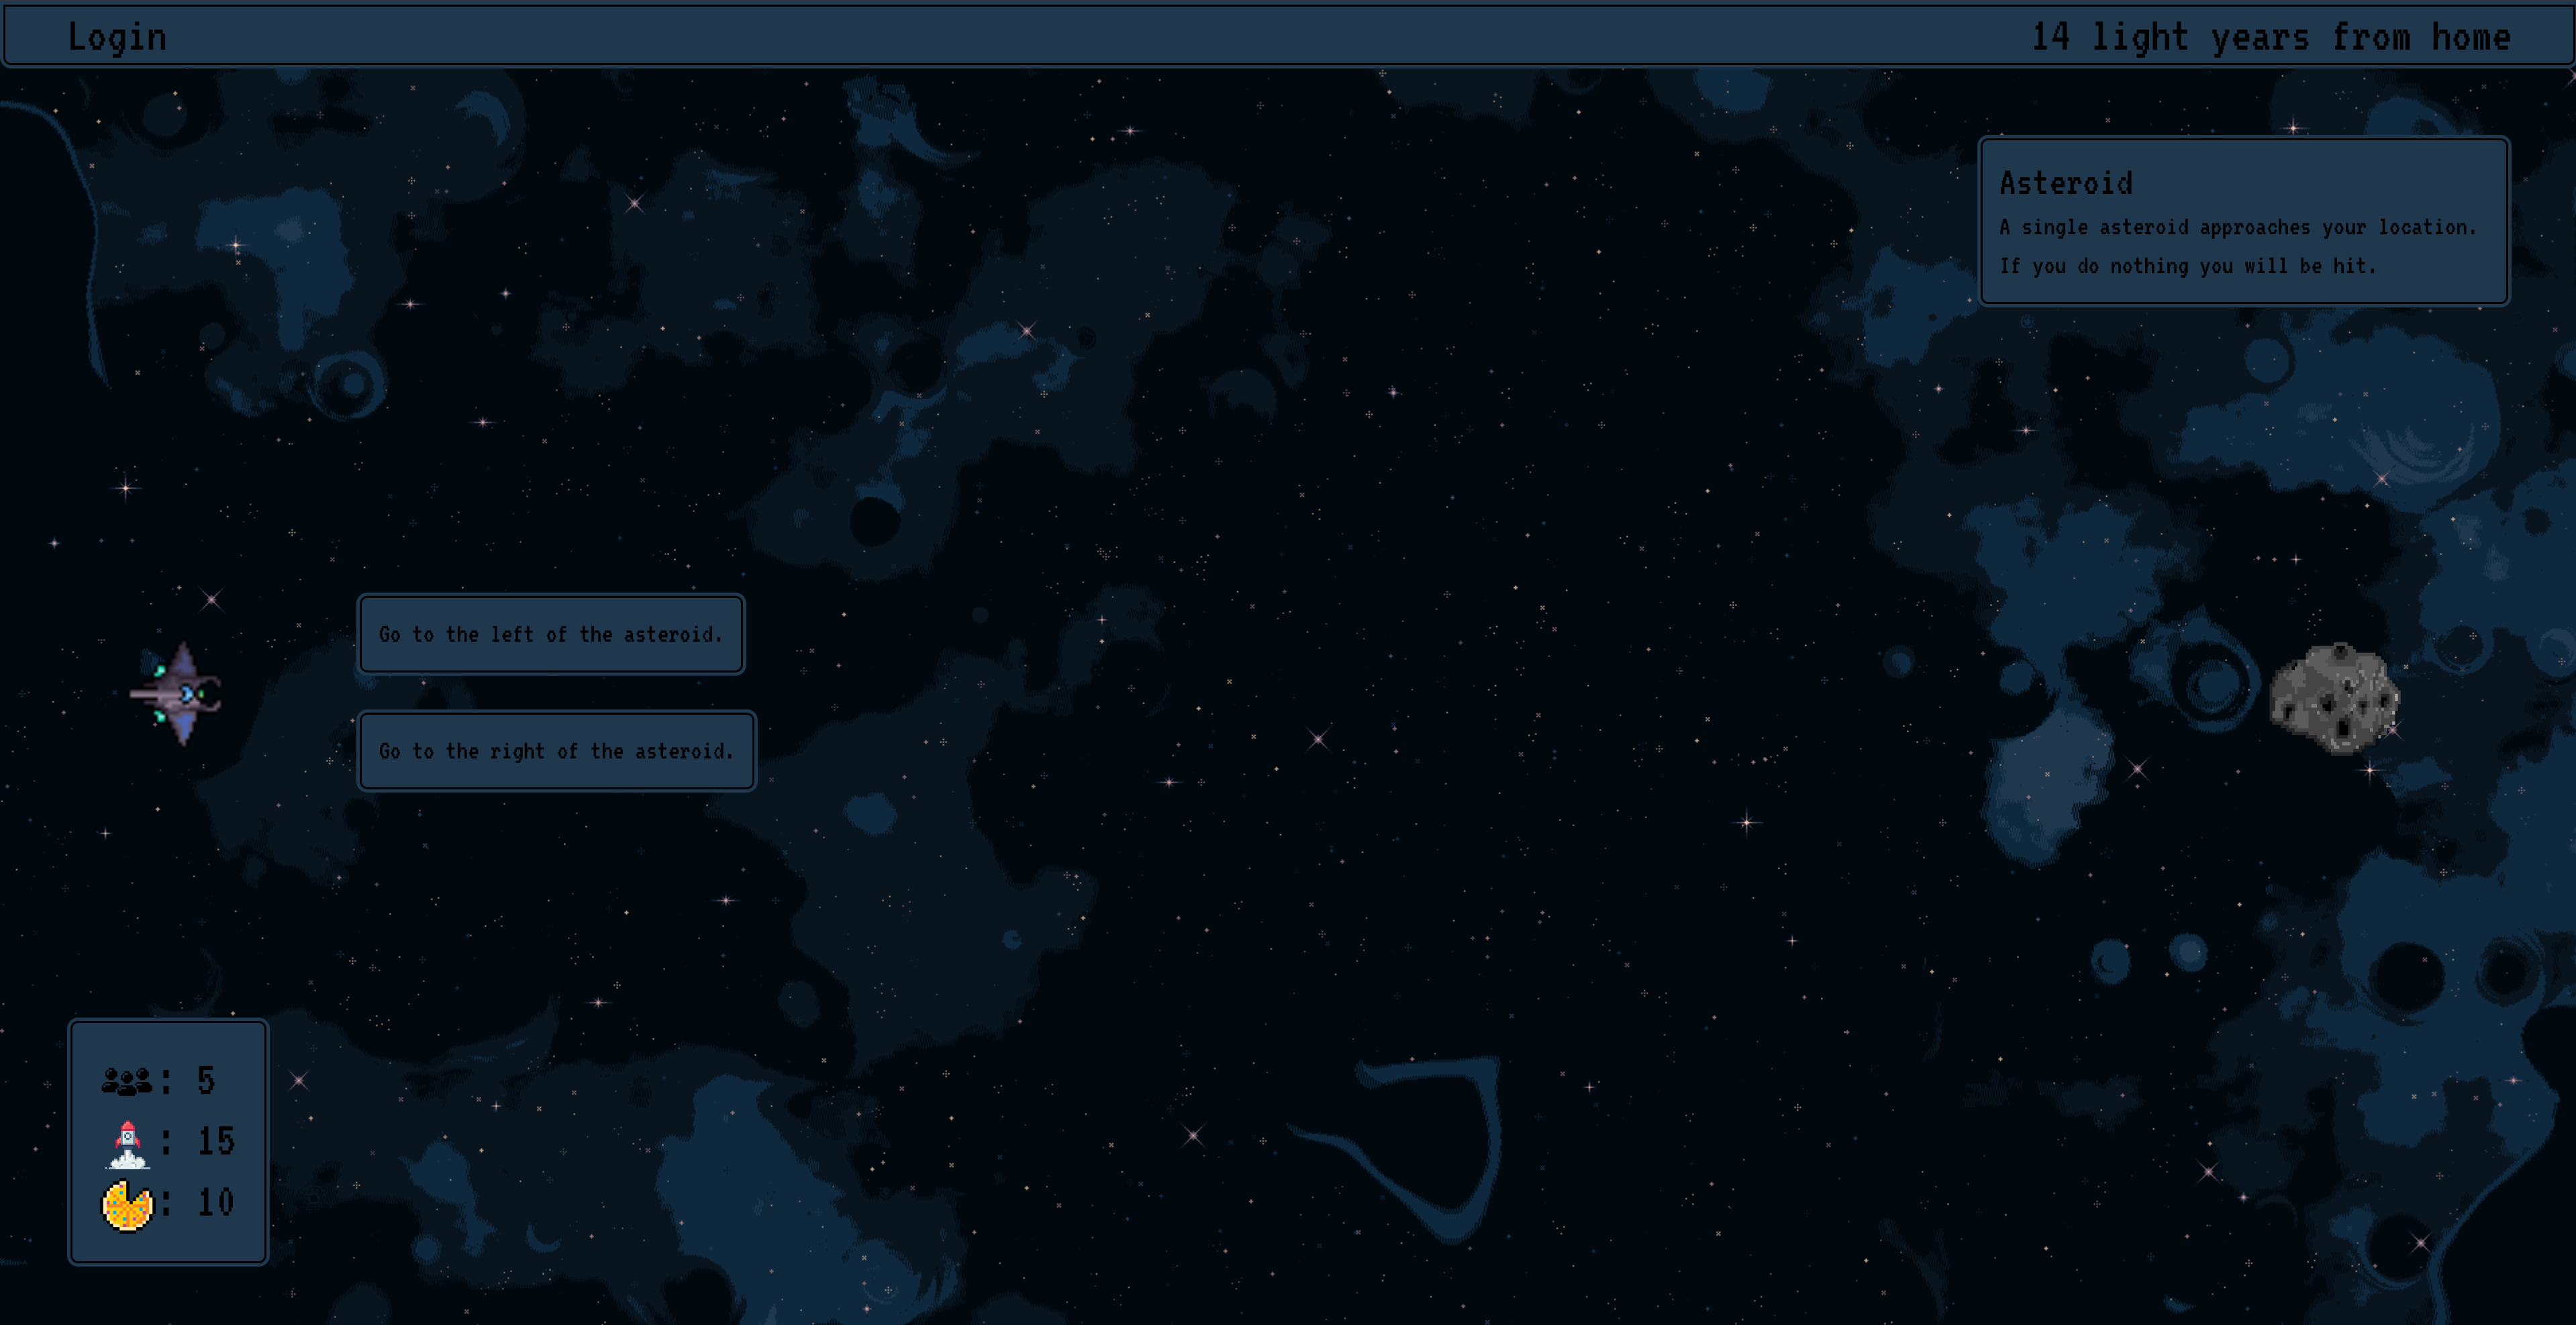 Login
14 light years from home
Asteroid
A single asteroid approaches your location.
If you do nothing you will be hit.
Go to the left of the asteroid.
Go to the right of the asteroid.
: 5
: 15
: 10